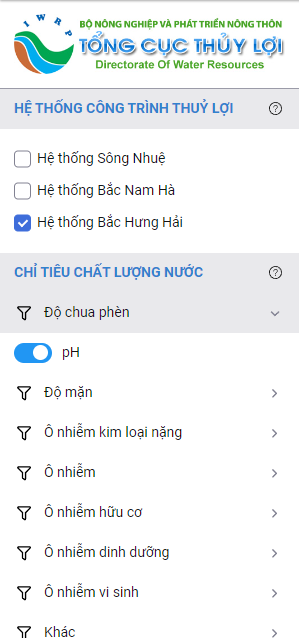 IWRP
BỘ NÔNG NGHIỆP VÀ PHÁT TRIỂN NÔNG THÔN
TỔNG CỤC THỦY LỢI
Directorate Of Water Resources
HỆ THỐNG CÔNG TRÌNH THUỶ LỢI
Hệ thống Sông Nhuệ
Hệ thống Bắc Nam Hà
Hệ thống Bắc Hưng Hải
CHỈ TIÊU CHẤT LƯỢNG NƯỚC
Độ chua phèn
pH
Độ mặn
Ô nhiễm kim loại nặng
Ô nhiễm
Ô nhiễm hữu cơ
Ô nhiễm dinh dưỡng
Ô nhiễm vi sinh
Khác